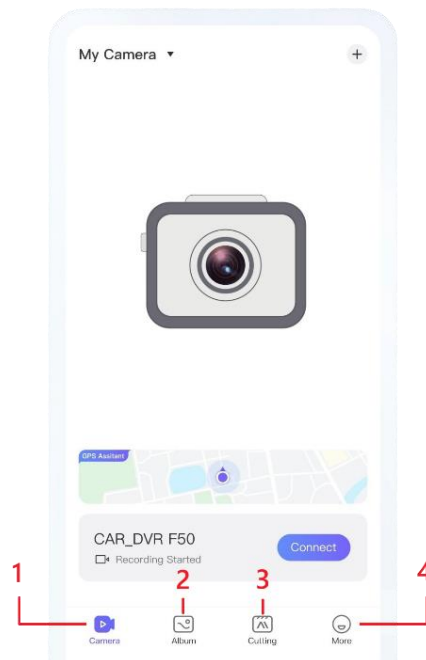 My Camera
GPS Assitant
CAR_DVR F50
Recording Started
Connect
1
2
3
4
Camera
Album
Cutting
More